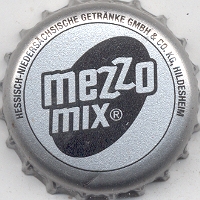 HESSISCH-NIEDERSÄCHSISCHE GETRÄNKE GMBH & CO. KG, HILDESHEIM
mezzo
mix®